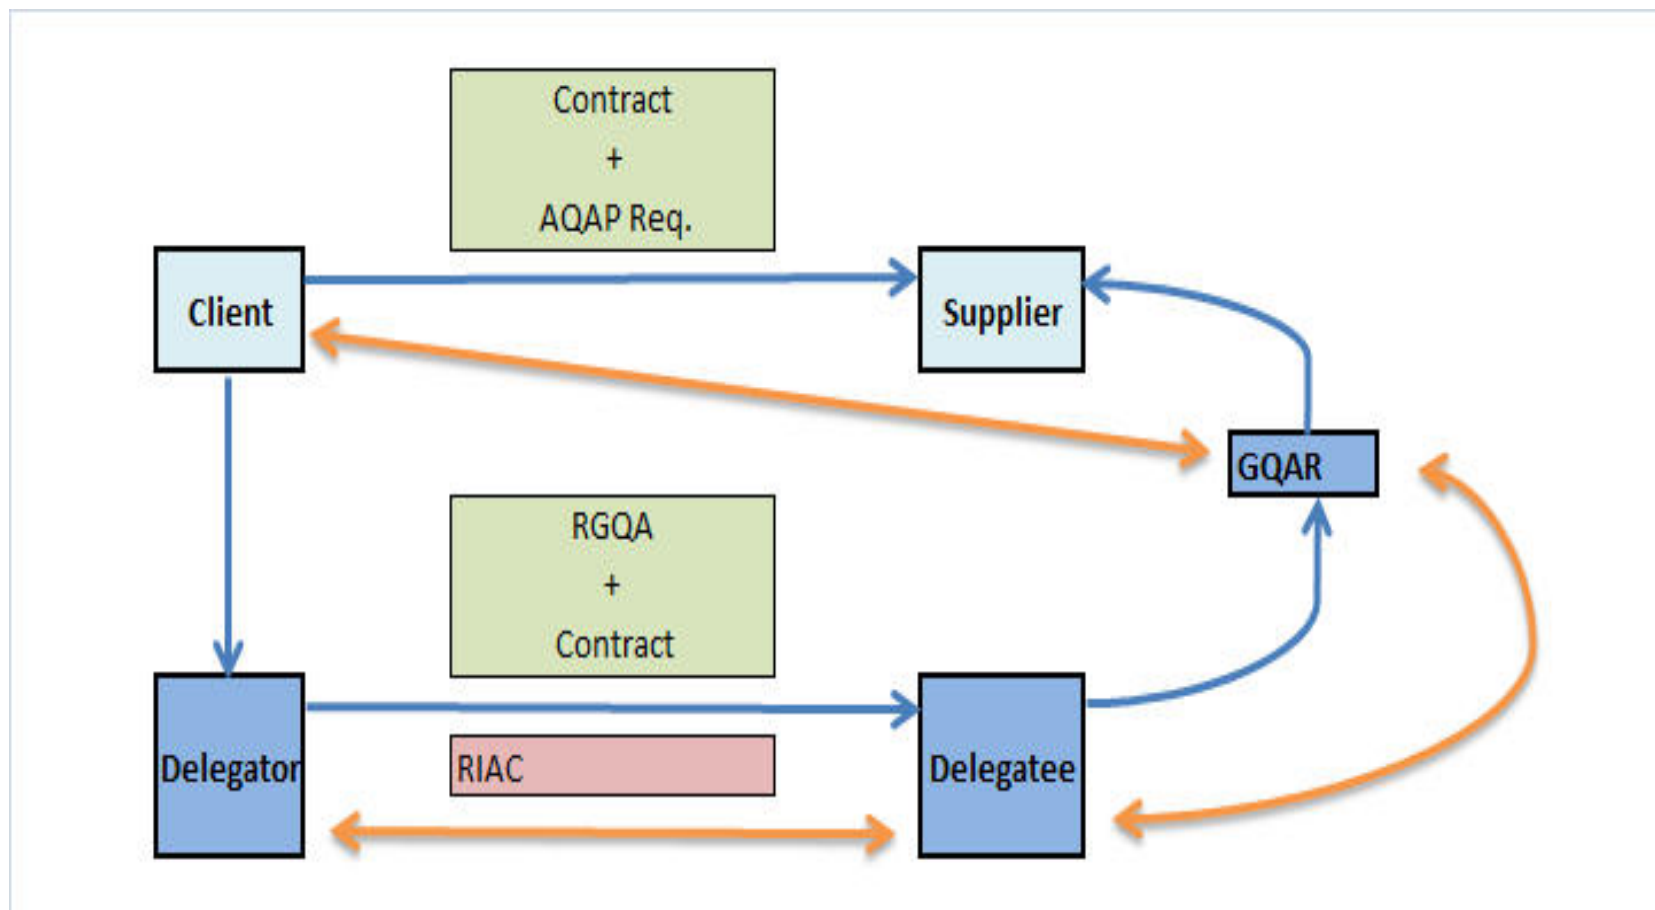 Contract
+
AQAP Req.
Client
Supplier
GQAR
RGQA
+
Contract
Delegator
RIAC
Delegatee